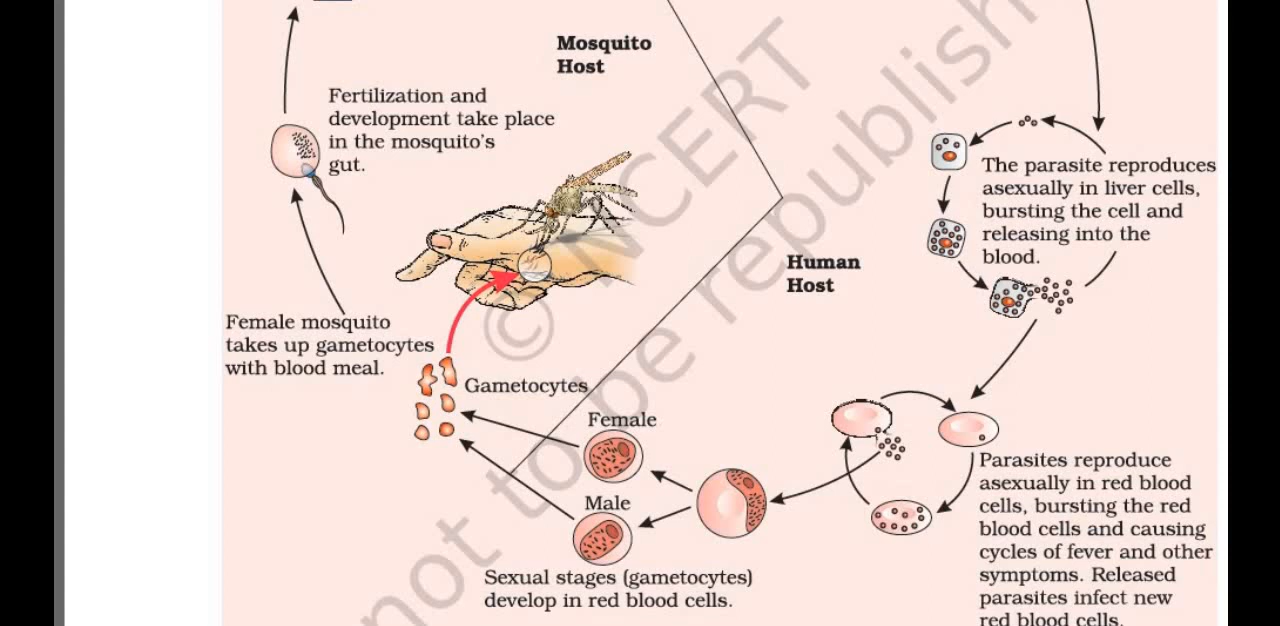 Mosquito
Host
Fertilization and
development take place
in the mosquito's
gut.
The parasite reproduces
asexually in liver cells,
bursting the cell and
releasing into the
blood.
Human
Host
Female mosquito
takes up gametocytes
with blood meal.
Gametocytes
Female
Male
Sexual stages (gametocytes)
develop in red blood cells.
Parasites reproduce
asexually in red blood
cells, bursting the red
blood cells and causing
cycles of fever and other
symptoms. Released
parasites infect new
red blood cells.
© NCERT
not to be republish